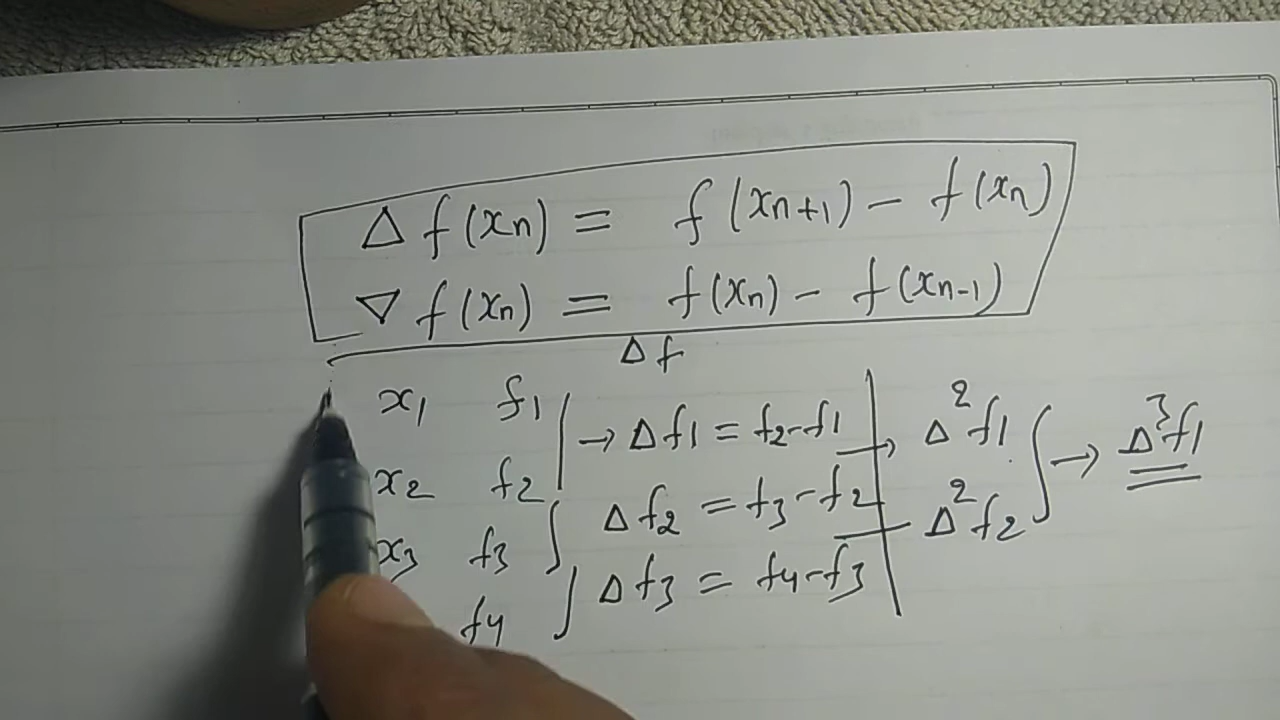 Δ f(xn) = f(xn+1) - f(xn)
∇ f(xn) = f(xn) - f(xn-1)
Δf
x1 f1 → Δf1 = f2-f1 → Δ²f1 → Δ³f1
x2 f2 Δf2 = f3-f2 Δ²f2
x3 f3 Δf3 = f4-f3
f4